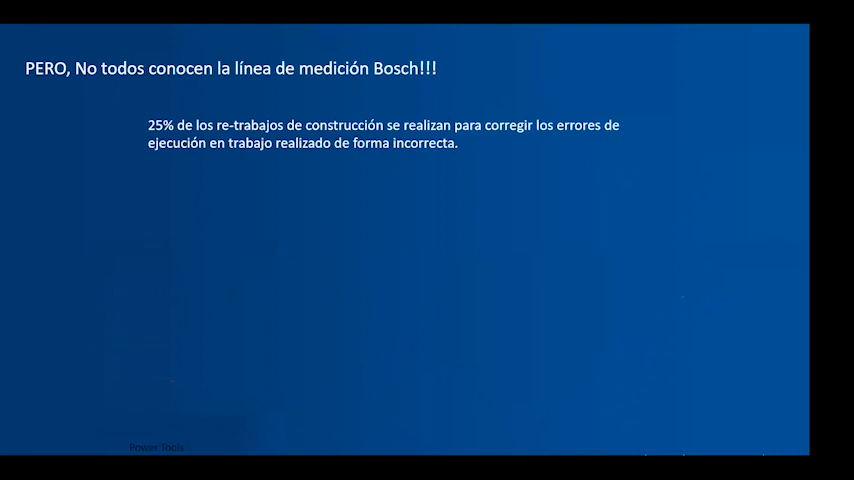 PERO, No todos conocen la línea de medición Bosch!!!
25% de los re-trabajos de construcción se realizan para corregir los errores de
ejecución en trabajo realizado de forma incorrecta.
Power Tools